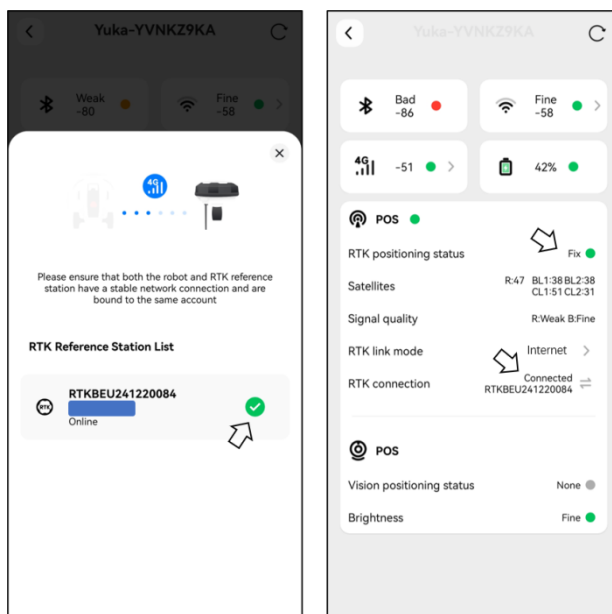 Yuka-YVNKZ9KA
Weak
-80
Fine
-58
4G
Please ensure that both the robot and RTK reference
station have a stable network connection and are
bound to the same account
RTK Reference Station List
RTK
RTKBEU241220084
Online
Yuka-YVNKZ9KA
Bad
-86
Fine
-58
4G
-51
42%
POS
RTK positioning status
Fix
Satellites
R:47 BL1:38 BL2:38
CL1:51 CL2:31
Signal quality
R:Weak B:Fine
RTK link mode
Internet
RTK connection
Connected
RTKBEU241220084
POS
Vision positioning status
None
Brightness
Fine